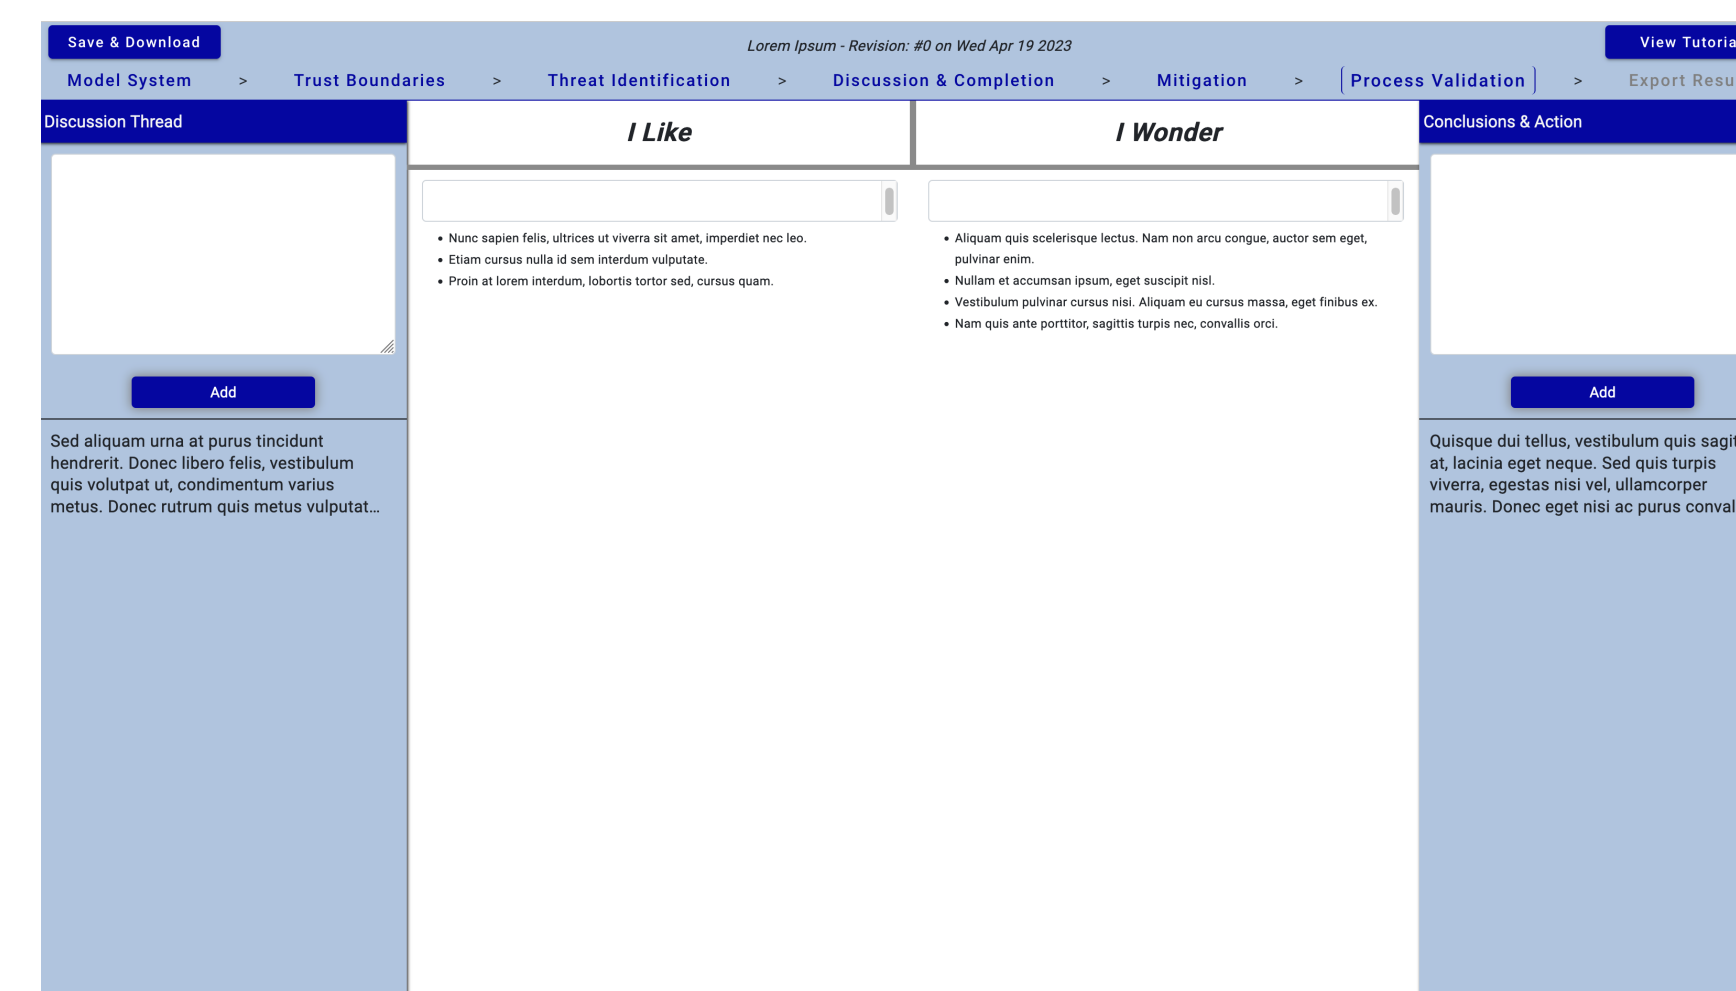 Save & Download
Lorem Ipsum - Revision: #0 on Wed Apr 19 2023
View Tutoria
Model System > Trust Boundaries > Threat Identification > Discussion & Completion > Mitigation > Process Validation > Export Resu
Discussion Thread
I Like
I Wonder
Conclusions & Action
Nunc sapien felis, ultrices ut viverra sit amet, imperdiet nec leo.
Etiam cursus nulla id sem interdum vulputate.
Proin at lorem interdum, lobortis tortor sed, cursus quam.
Aliquam quis scelerisque lectus. Nam non arcu congue, auctor sem eget,
pulvinar enim.
Nullam et accumsan ipsum, eget suscipit nisl.
Vestibulum pulvinar cursus nisi. Aliquam eu cursus massa, eget finibus ex.
Nam quis ante porttitor, sagittis turpis nec, convallis orci.
Add
Sed aliquam urna at purus tincidunt
hendrerit. Donec libero felis, vestibulum
quis volutpat ut, condimentum varius
metus. Donec rutrum quis metus vulputat...
Add
Quisque dui tellus, vestibulum quis sagit
at, lacinia eget neque. Sed quis turpis
viverra, egestas nisi vel, ullamcorper
mauris. Donec eget nisi ac purus conval